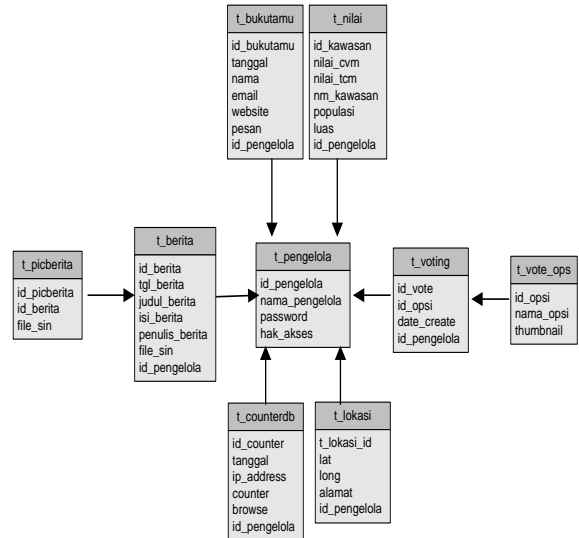 t_bukutamu
id_bukutamu
tanggal
nama
email
website
pesan
id_pengelola
t_nilai
id_kawasan
nilai_cvm
nilai_tcm
nm_kawasan
populasi
luas
id_pengelola
t_picberita
id_picberita
id_berita
file_sin
t_berita
id_berita
tgl_berita
judul_berita
isi_berita
penulis_berita
file_sin
id_pengelola
t_pengelola
id_pengelola
nama_pengelola
password
hak_akses
t_voting
id_vote
id_opsi
date_create
id_pengelola
t_vote_ops
id_opsi
nama_opsi
thumbnail
t_counterdb
id_counter
tanggal
ip_address
counter
browse
id_pengelola
t_lokasi
t_lokasi_id
lat
long
alamat
id_pengelola